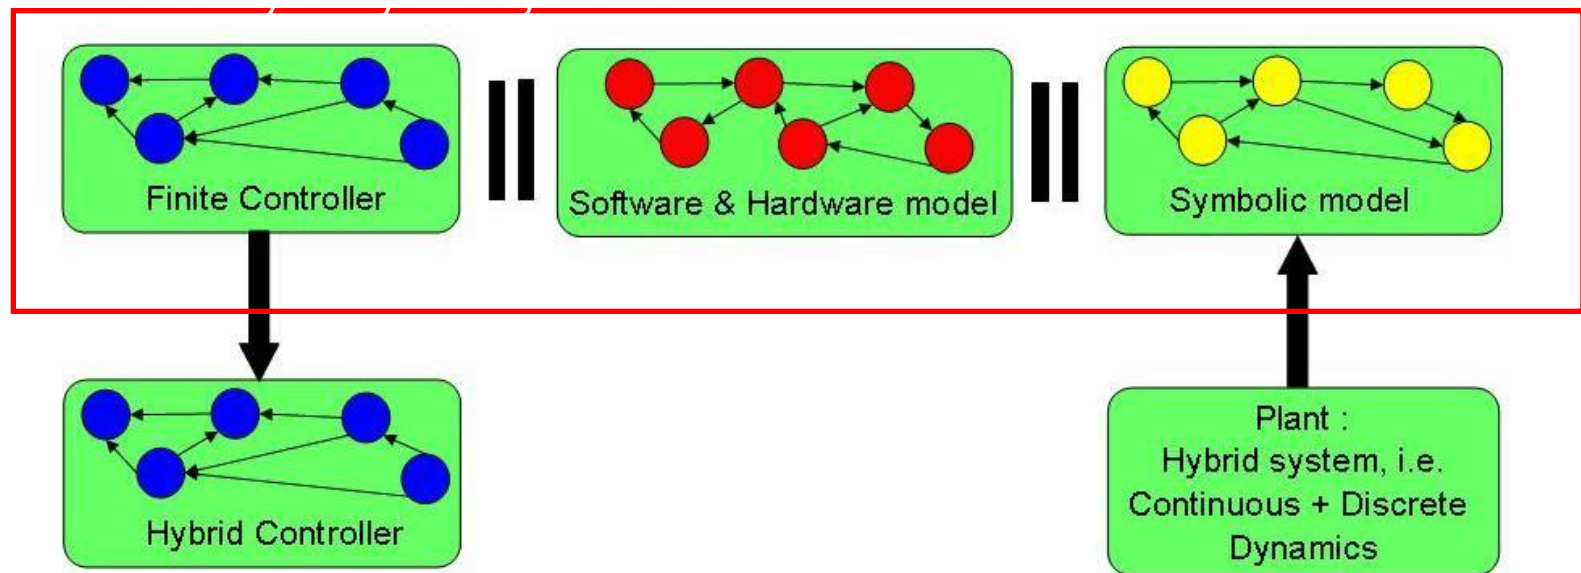 Finite Controller
Software & Hardware model
Symbolic model
Hybrid Controller
Plant :
Hybrid system, i.e.
Continuous + Discrete
Dynamics